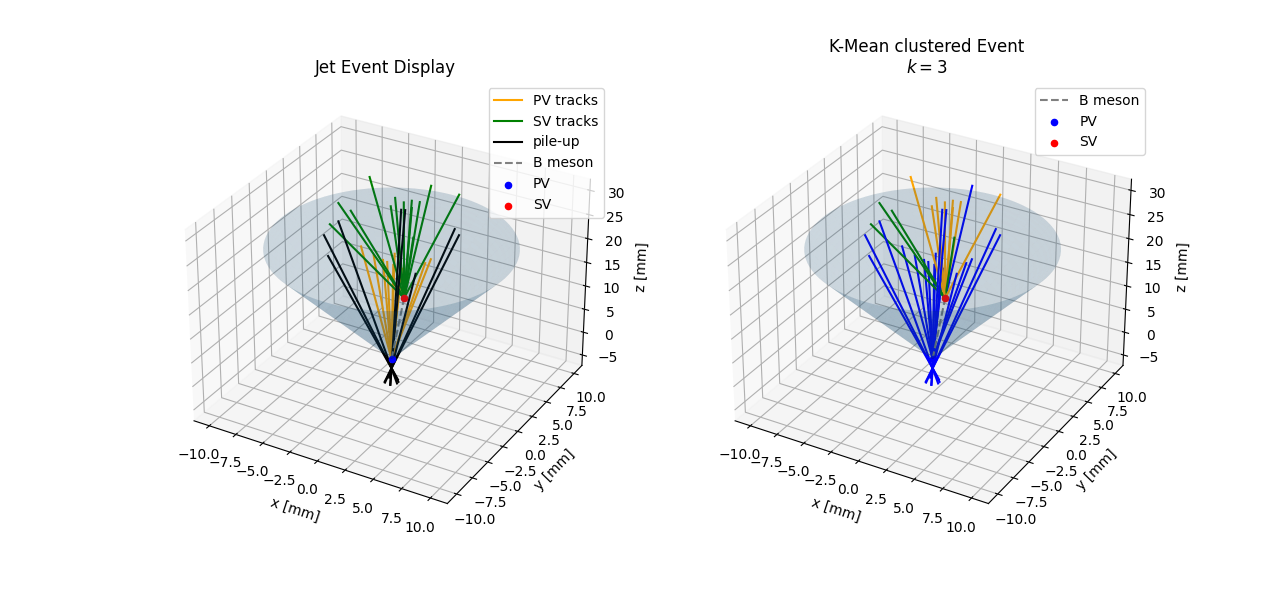 Jet Event Display
PV tracks
SV tracks
pile-up
B meson
PV
SV
30
25
20
15
10
5
0
−5
z [mm]
10.0
7.5
5.0
2.5
0.0
−2.5
−5.0
−7.5
−10.0
y [mm]
−10.0
−7.5
−5.0
−2.5
0.0
2.5
5.0
7.5
10.0
x [mm]
K-Mean clustered Event
k = 3
B meson
PV
SV
30
25
20
15
10
5
0
−5
z [mm]
10.0
7.5
5.0
2.5
0.0
−2.5
−5.0
−7.5
−10.0
y [mm]
−10.0
−7.5
−5.0
−2.5
0.0
2.5
5.0
7.5
10.0
x [mm]